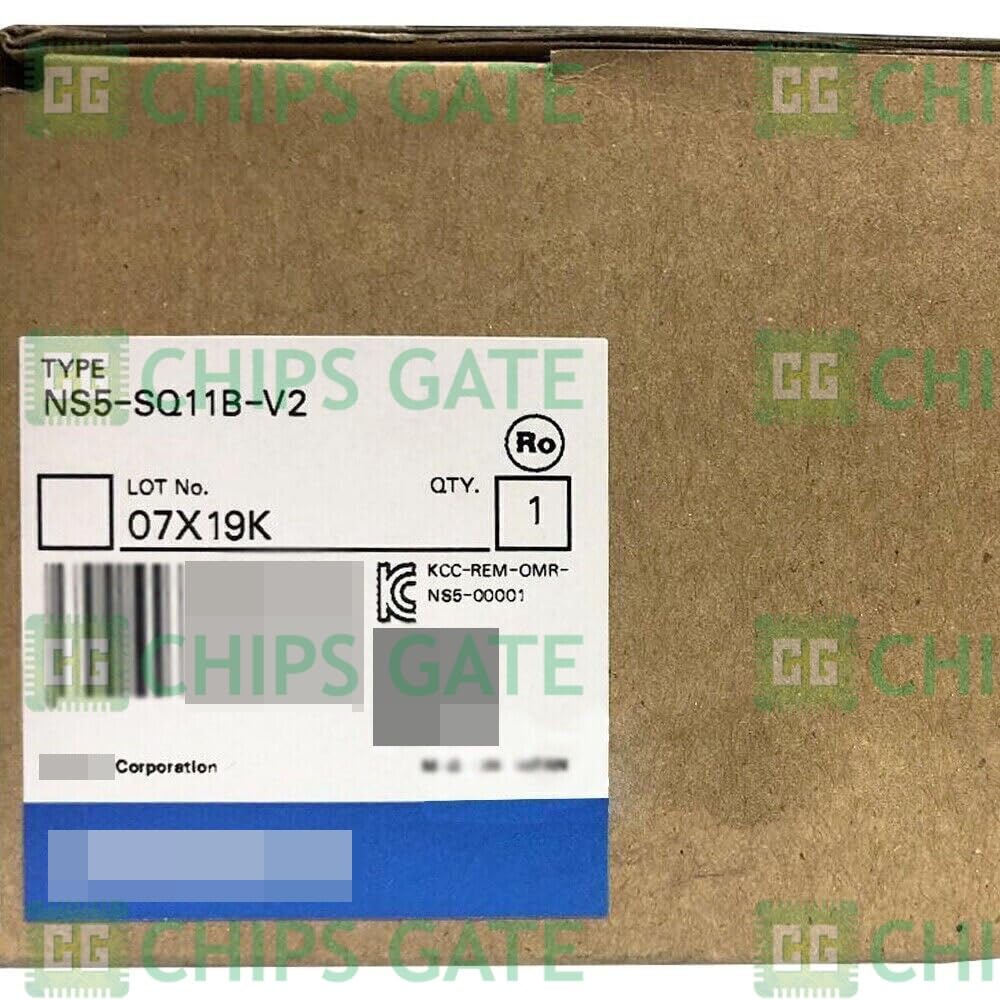 CG CHIPS GATE CG CHI
TYPE
CG CHIPS GATE CG CHI
NS5-SQ11B-V2
Ro
LOT No. QTY.
07X19K 1
KCC-REM-OMR-
NS5-00001
CG CHIPS GATE CG CHI
Corporation
CG CHIPS GATE CG CHI